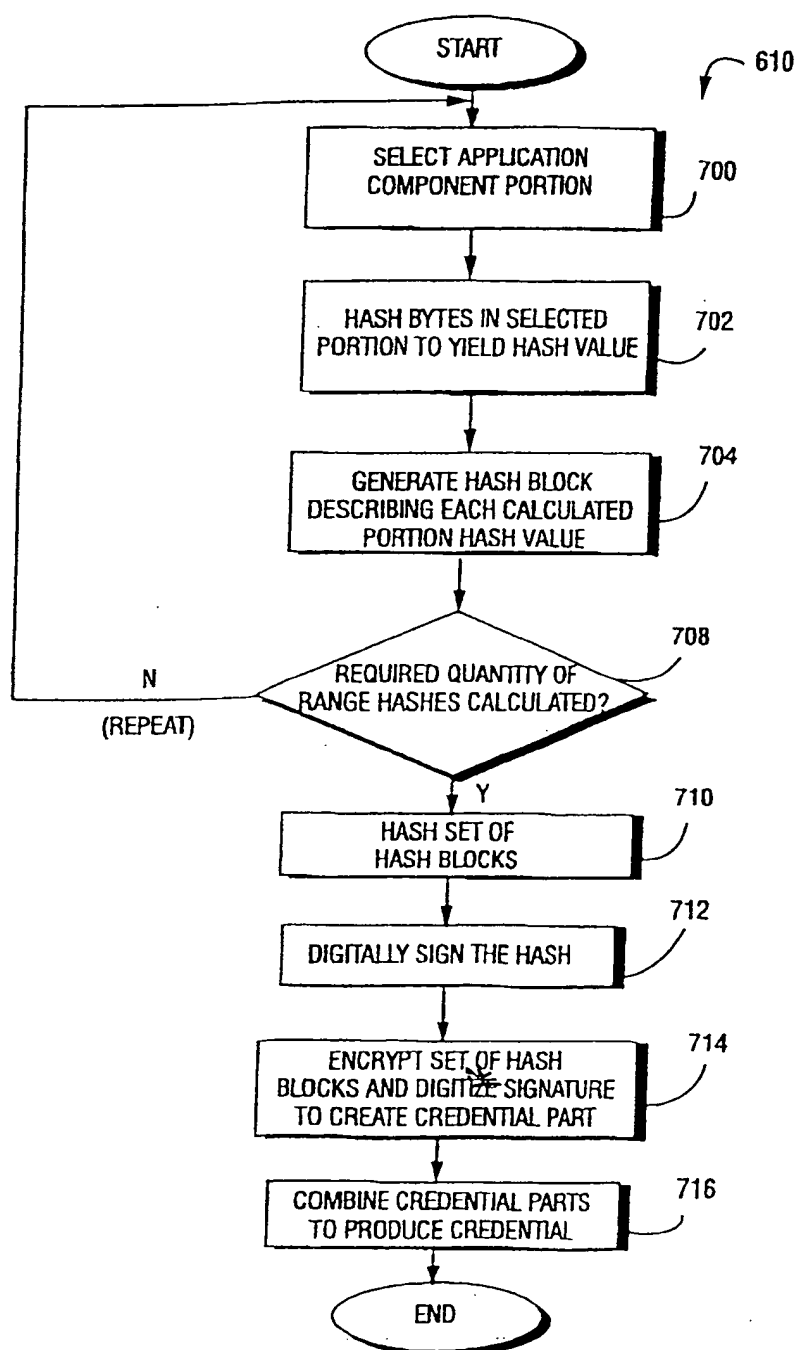 START
610
SELECT APPLICATION
COMPONENT PORTION
700
HASH BYTES IN SELECTED
PORTION TO YIELD HASH VALUE
702
GENERATE HASH BLOCK
DESCRIBING EACH CALCULATED
PORTION HASH VALUE
704
REQUIRED QUANTITY OF
RANGE HASHES CALCULATED?
708
N
(REPEAT)
Y
HASH SET OF
HASH BLOCKS
710
DIGITALLY SIGN THE HASH
712
ENCRYPT SET OF HASH
BLOCKS AND DIGITIZE SIGNATURE
TO CREATE CREDENTIAL PART
714
COMBINE CREDENTIAL PARTS
TO PRODUCE CREDENTIAL
716
END